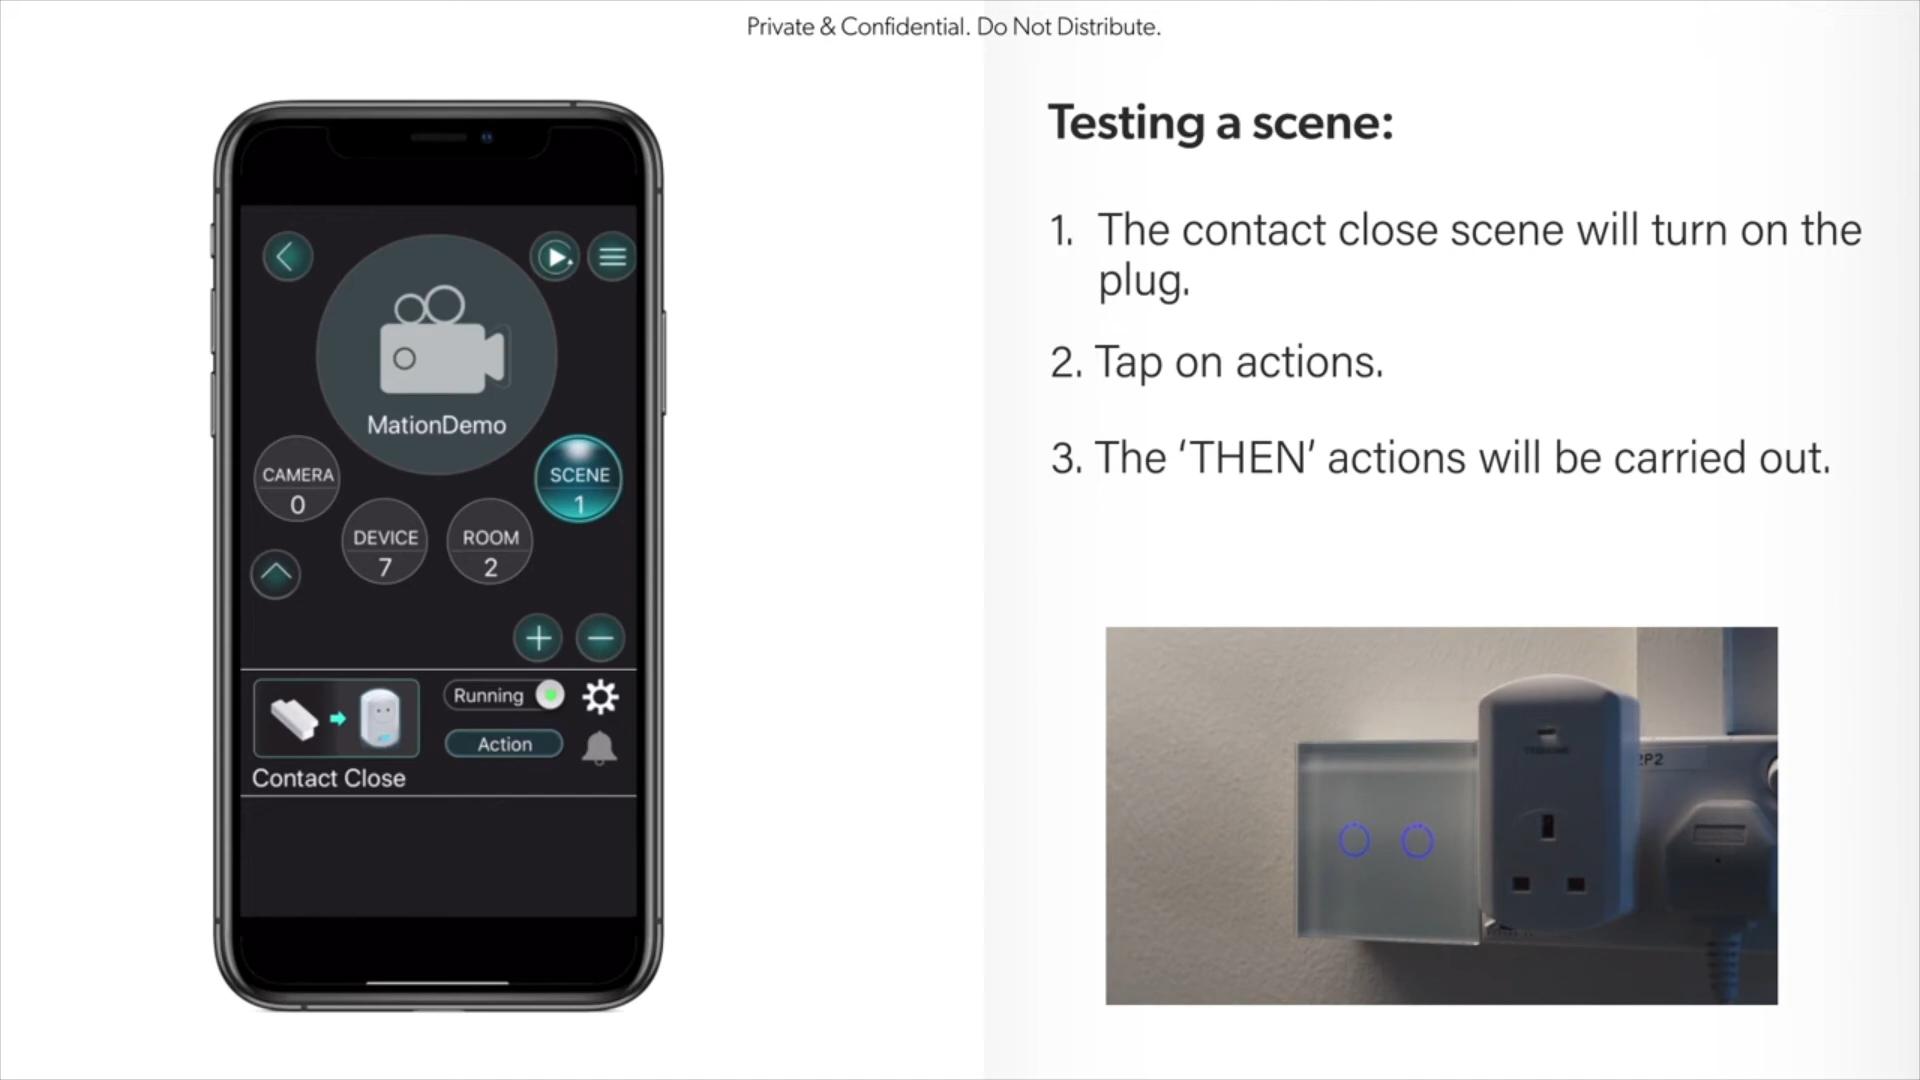 Private & Confidential. Do Not Distribute.
MationDemo
CAMERA
0
SCENE
1
DEVICE
7
ROOM
2
Running
Action
Contact Close
Testing a scene:
1. The contact close scene will turn on the
plug.
2. Tap on actions.
3. The ‘THEN’ actions will be carried out.
2P2